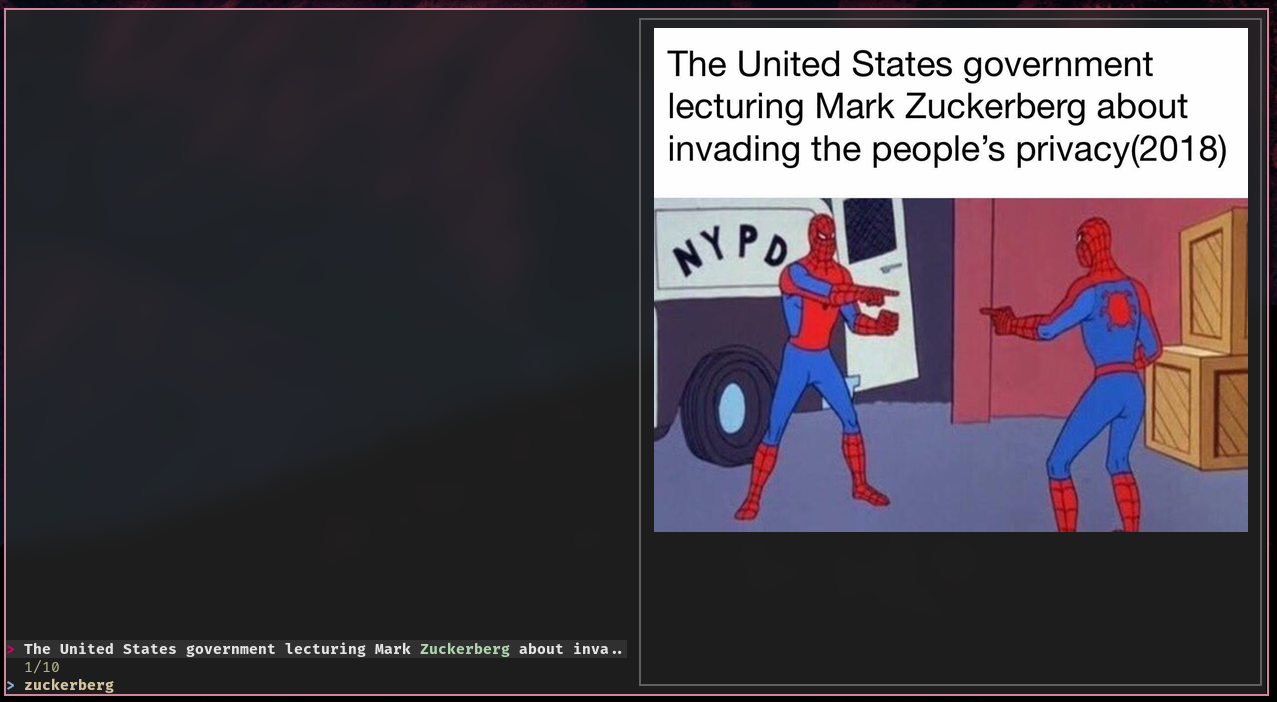 The United States government
lecturing Mark Zuckerberg about
invading the people’s privacy(2018)
NYPD
> The United States government lecturing Mark Zuckerberg about inva..
1/10
> zuckerberg